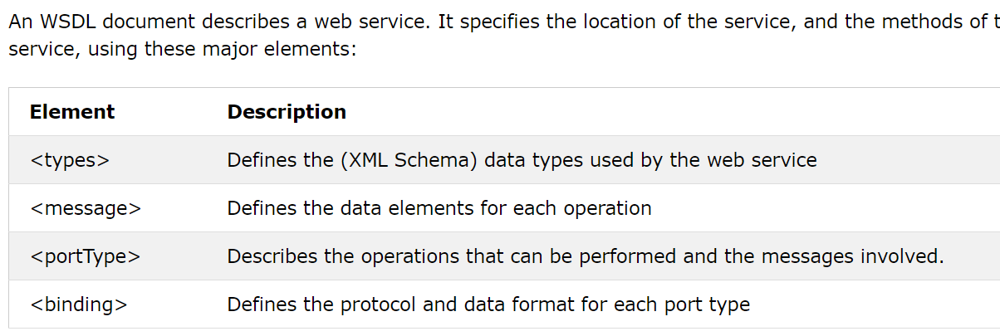 An WSDL document describes a web service. It specifies the location of the service, and the methods of
service, using these major elements:
Element Description
<types> Defines the (XML Schema) data types used by the web service
<message> Defines the data elements for each operation
<portType> Describes the operations that can be performed and the messages involved.
<binding> Defines the protocol and data format for each port type